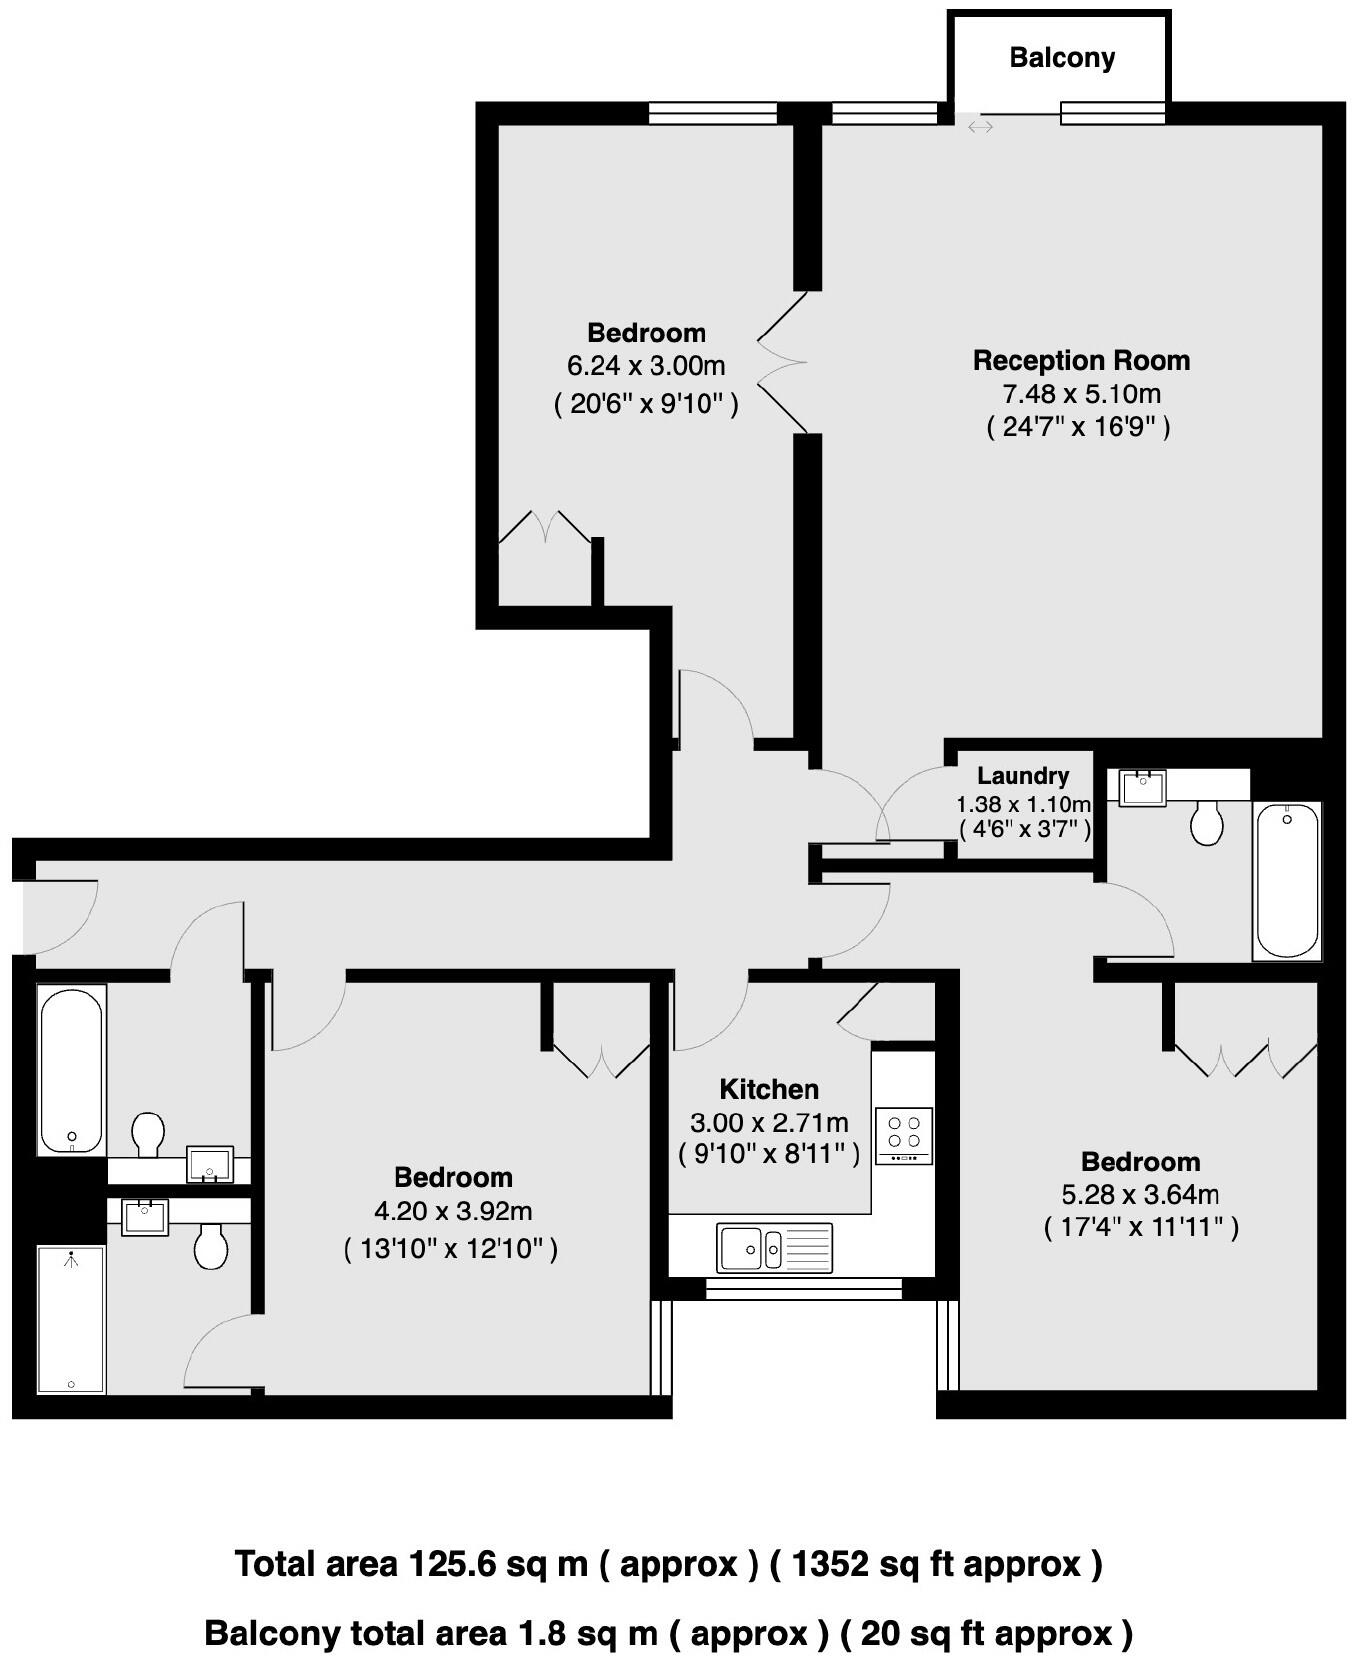 Balcony
Bedroom
6.24 x 3.00m
( 20'6" x 9'10" )
Reception Room
7.48 x 5.10m
( 24'7" x 16'9" )
Laundry
1.38 x 1.10m
( 4'6" x 3'7" )
Kitchen
3.00 x 2.71m
( 9'10" x 8'11" )
Bedroom
4.20 x 3.92m
( 13'10" x 12'10" )
Bedroom
5.28 x 3.64m
( 17'4" x 11'11" )
Total area 125.6 sq m ( approx ) ( 1352 sq ft approx )
Balcony total area 1.8 sq m ( approx ) ( 20 sq ft approx )